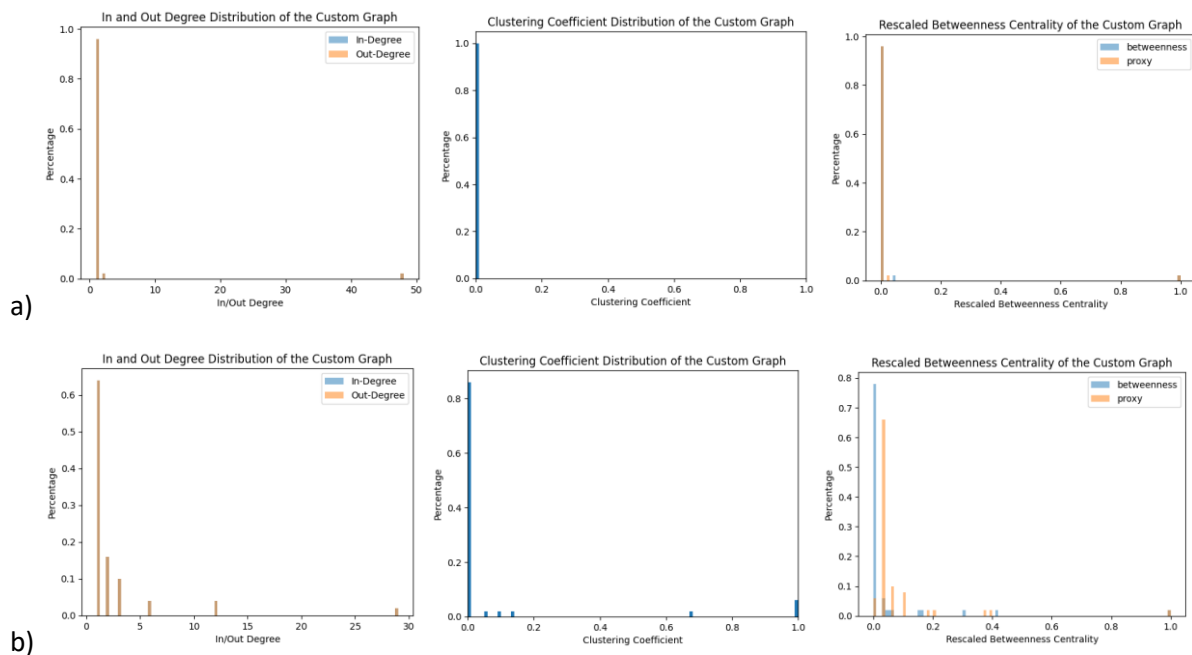 In and Out Degree Distribution of the Custom Graph
In-Degree
Out-Degree
Percentage
1.0
0.8
0.6
0.4
0.2
0.0
0 10 20 30 40 50
In/Out Degree
Clustering Coefficient Distribution of the Custom Graph
Percentage
1.0
0.8
0.6
0.4
0.2
0.0
0.0 0.2 0.4 0.6 0.8 1.0
Clustering Coefficient
Rescaled Betweenness Centrality of the Custom Graph
betweenness
proxy
Percentage
1.0
0.8
0.6
0.4
0.2
0.0
0.0 0.2 0.4 0.6 0.8 1.0
Rescaled Betweenness Centrality
a)
In and Out Degree Distribution of the Custom Graph
In-Degree
Out-Degree
Percentage
0.6
0.5
0.4
0.3
0.2
0.1
0.0
0 5 10 15 20 25 30
In/Out Degree
Clustering Coefficient Distribution of the Custom Graph
Percentage
0.8
0.6
0.4
0.2
0.0
0.0 0.2 0.4 0.6 0.8 1.0
Clustering Coefficient
Rescaled Betweenness Centrality of the Custom Graph
betweenness
proxy
Percentage
0.8
0.7
0.6
0.5
0.4
0.3
0.2
0.1
0.0
0.0 0.2 0.4 0.6 0.8 1.0
Rescaled Betweenness Centrality
b)